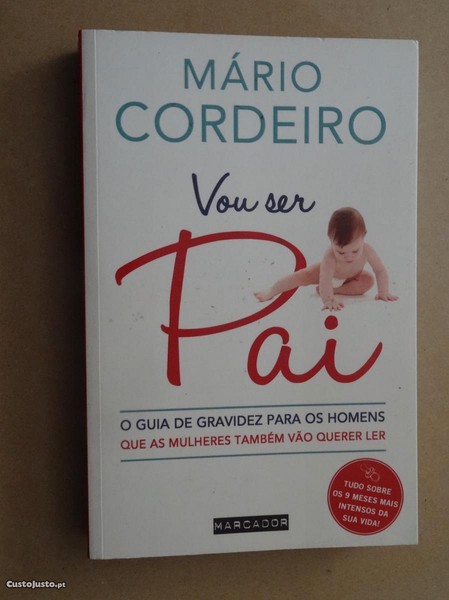 MÁRIO
CORDEIRO
Vou ser
Pai
O GUIA DE GRAVIDEZ PARA OS HOMENS
QUE AS MULHERES TAMBÉM VÃO QUERER LER
TUDO SOBRE
OS 9 MESES MAIS
INTENSOS DA
SUA VIDA!
MARCADOR
CustoJusto.pt